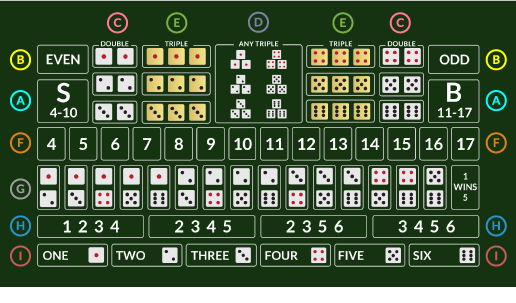 C E D E C
DOUBLE TRIPLE ANY TRIPLE TRIPLE DOUBLE
B EVEN ODD B
A S B A
4-10 11-17
F 4 5 6 7 8 9 10 11 12 13 14 15 16 17 F
G 1
WINS
5
H 1 2 3 4 2 3 4 5 2 3 5 6 3 4 5 6 H
I ONE TWO THREE FOUR FIVE SIX I